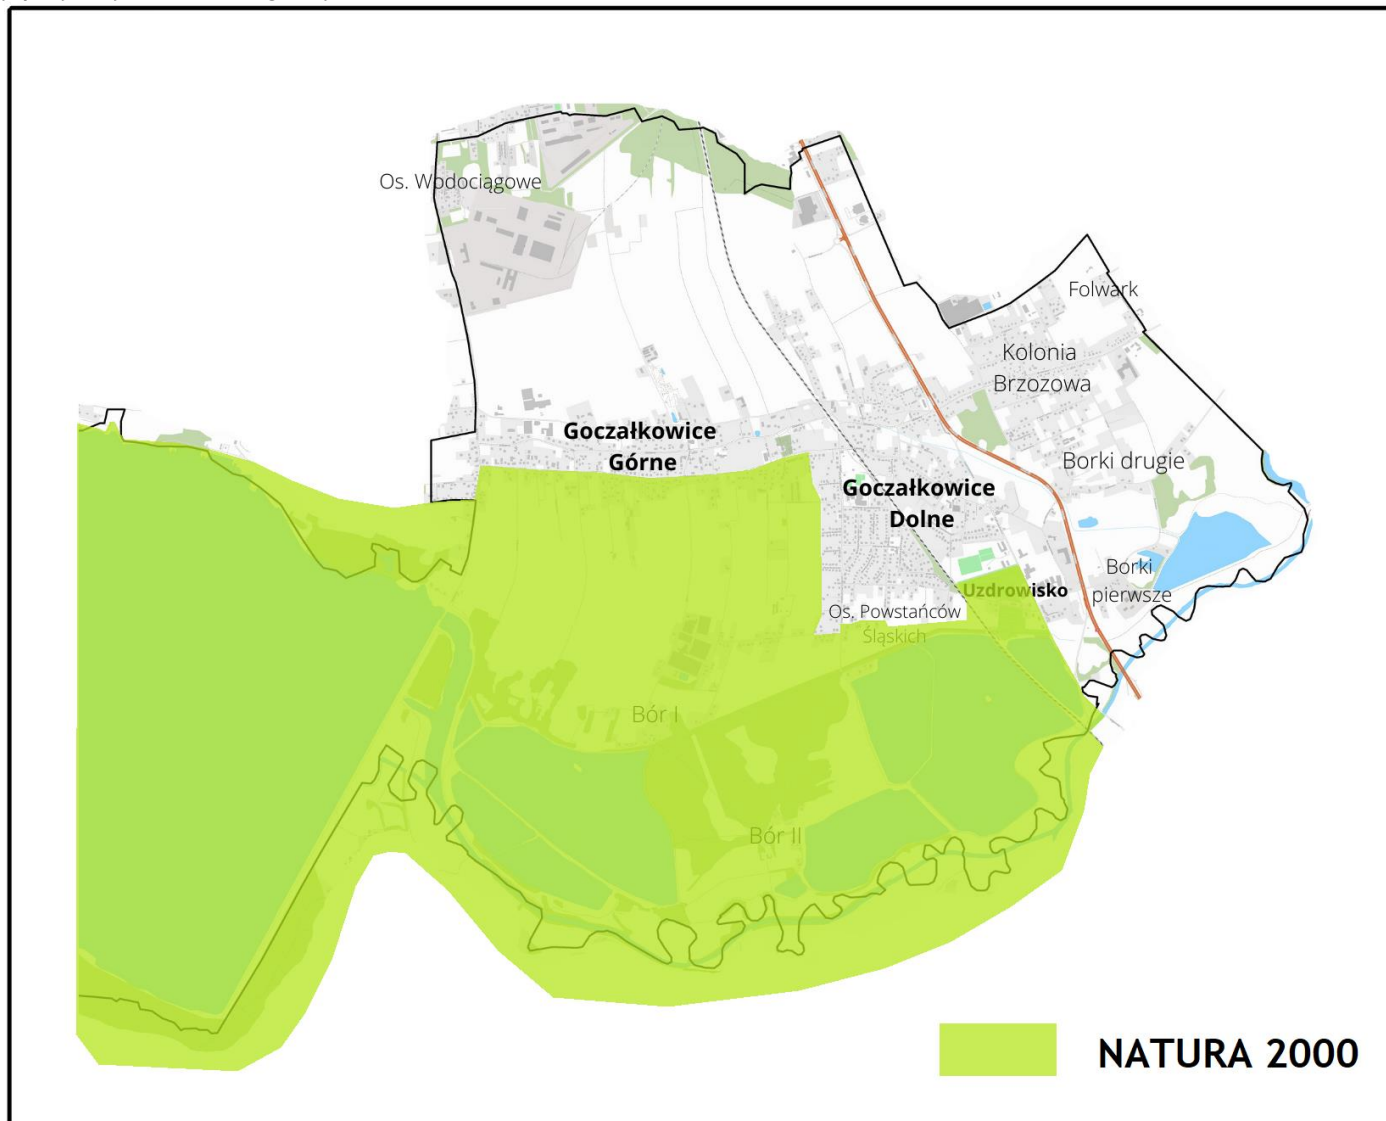 Os. Wodociągowe
Folwark
Kolonia
Brzozowa
Goczałkowice
Górne
Borki drugie
Goczałkowice
Dolne
Borki
pierwsze
Uzdrowisko
Os. Powstańców
Śląskich
Bór I
Bór II
NATURA 2000